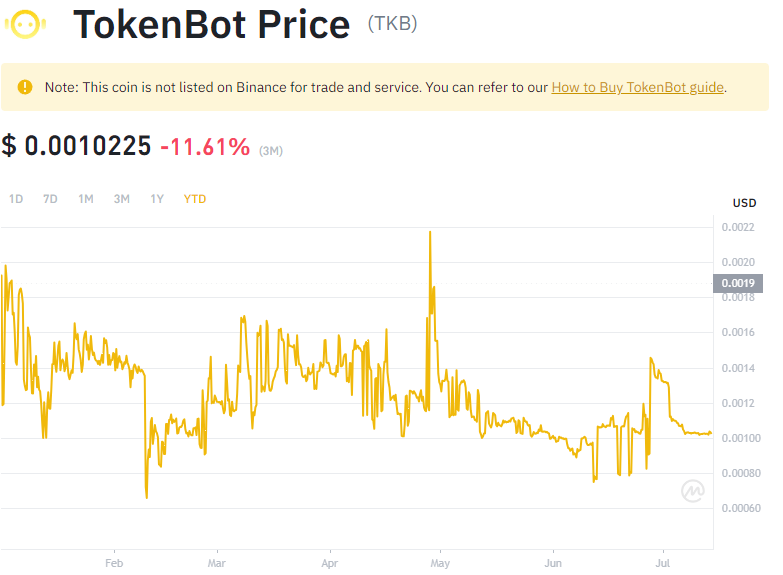 TokenBot Price (TKB)
Note: This coin is not listed on Binance for trade and service. You can refer to our How to Buy TokenBot guide.
$ 0.0010225 -11.61% (3M)
1D 7D 1M 3M 1Y YTD
USD
0.0022
0.0020
0.0019
0.0018
0.0016
0.0014
0.0012
0.00100
0.00080
0.00060
Feb Mar Apr May Jun Jul